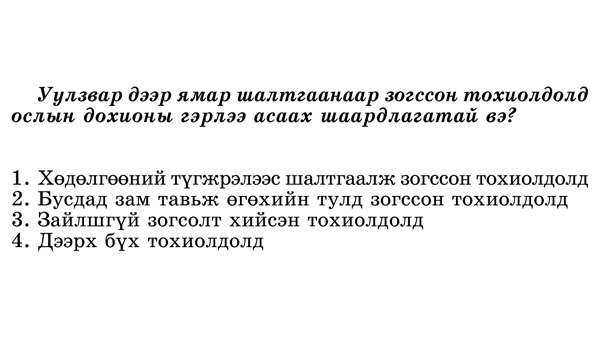 Уулзвар дээр ямар шалтгаанаар зогссон тохиолдолд
ослын дохионы гэрлээ асаах шаардлагатай вэ?
1. Хөдөлгөөний түгжрэлээс шалтгаалж зогссон тохиолдолд
2. Бусдад зам тавьж өгөхийн тулд зогссон тохиолдолд
3. Зайлшгүй зогсолт хийсэн тохиолдолд
4. Дээрх бүх тохиолдолд